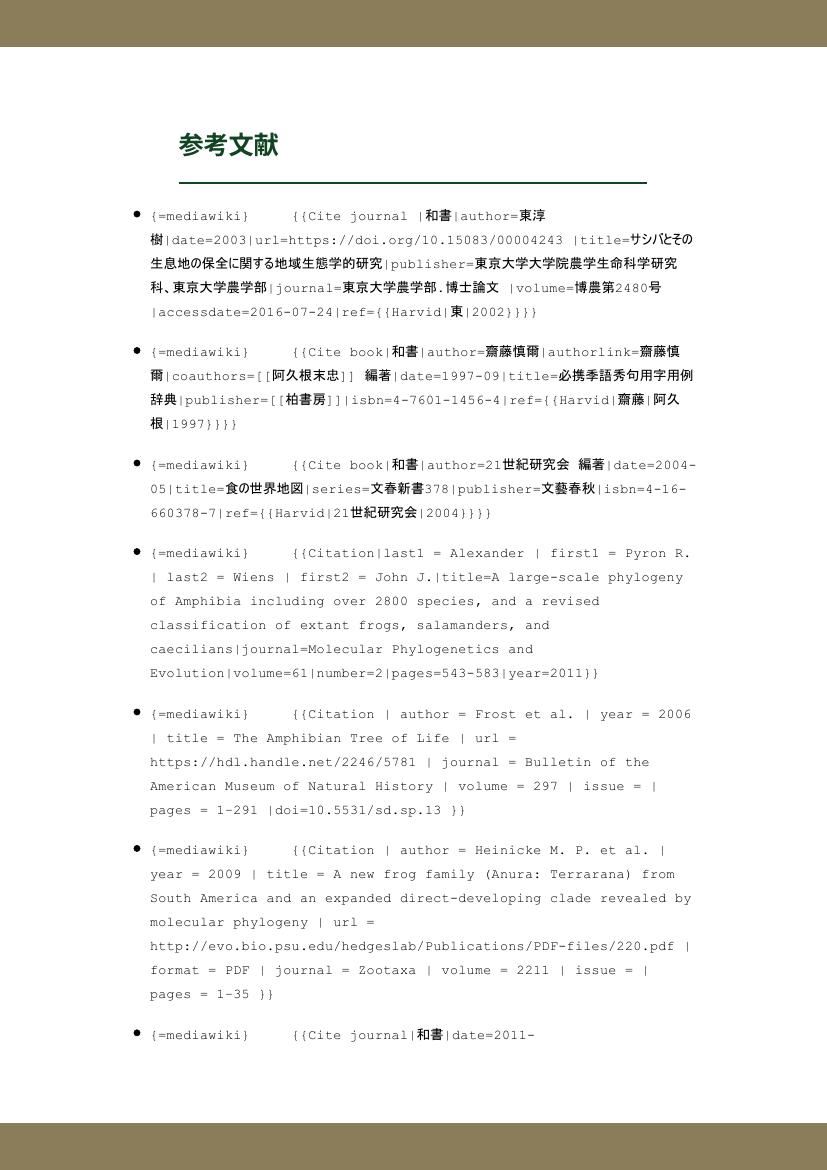 参考文献
• {=mediawiki} {{Cite journal |和書|author=東淳
樹|date=2003|url=https://doi.org/10.15083/00004243 |title=サシバとその
生息地の保全に関する地域生態学的研究|publisher=東京大学大学院農学生命科学研究
科、東京大学農学部|journal=東京大学農学部.博士論文 |volume=博農第2480号
|accessdate=2016-07-24|ref={{Harvid|東|2002}}}}
• {=mediawiki} {{Cite book|和書|author=齋藤慎爾|authorlink=齋藤慎
爾|coauthors=[[阿久根末忠]] 編著|date=1997-09|title=必携季語秀句用字用例
辞典|publisher=[[柏書房]]|isbn=4-7601-1456-4|ref={{Harvid|齋藤|阿久
根|1997}}}}
• {=mediawiki} {{Cite book|和書|author=21世紀研究会 編著|date=2004-
05|title=食の世界地図|series=文春新書378|publisher=文藝春秋|isbn=4-16-
660378-7|ref={{Harvid|21世紀研究会|2004}}}}
• {=mediawiki} {{Citation|last1 = Alexander | first1 = Pyron R.
| last2 = Wiens | first2 = John J.|title=A large-scale phylogeny
of Amphibia including over 2800 species, and a revised
classification of extant frogs, salamanders, and
caecilians|journal=Molecular Phylogenetics and
Evolution|volume=61|number=2|pages=543-583|year=2011}}
• {=mediawiki} {{Citation | author = Frost et al. | year = 2006
| title = The Amphibian Tree of Life | url =
https://hdl.handle.net/2246/5781 | journal = Bulletin of the
American Museum of Natural History | volume = 297 | issue = |
pages = 1–291 |doi=10.5531/sd.sp.13 }}
• {=mediawiki} {{Citation | author = Heinicke M. P. et al. |
year = 2009 | title = A new frog family (Anura: Terrarana) from
South America and an expanded direct-developing clade revealed by
molecular phylogeny | url =
http://evo.bio.psu.edu/hedgeslab/Publications/PDF-files/220.pdf |
format = PDF | journal = Zootaxa | volume = 2211 | issue = |
pages = 1–35 }}
• {=mediawiki} {{Cite journal|和書|date=2011-